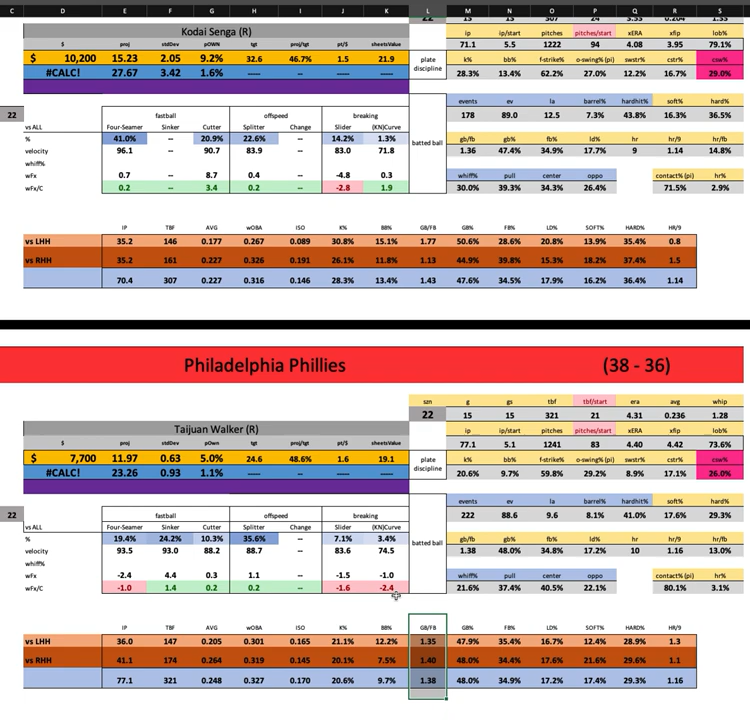 C D E F G H I J K L M N O P Q R S
22 13 13 307 24 3.53 0.204 1.35
Kodai Senga (R)
ip ip/start pitches pitches/start xERA xfip lob%
71.1 5.5 1222 94 4.08 3.95 79.1%
$ proj stdDev pOWN tgt proj/tgt pt/$ sheetsValue
$ 10,200 15.23 2.05 9.2% 32.6 46.7% 1.5 21.9
#CALC! 27.67 3.42 1.6% ---- -- ----
plate discipline
k% bb% f-strike% o-swing% (pi) swstr% cstr% csw%
28.3% 13.4% 62.2% 27.0% 12.2% 16.7% 29.0%
22
fastball offspeed breaking
vs ALL Four-Seamer Sinker Cutter Splitter Change Slider (KN)Curve
% 41.0% -- 20.9% 22.6% -- 14.2% 1.3%
velocity 96.1 -- 90.7 83.9 -- 83.0 71.8
whiff%
wFx 0.7 -- 8.7 0.4 -- -4.8 0.3
wFx/C 0.2 -- 3.4 0.2 -- -2.8 1.9
batted ball
events ev la barrel% hardhit% soft% hard%
178 89.0 12.5 7.3% 43.8% 16.3% 36.5%
gb/fb gb% fb% ld% hr hr/9 hr/fb
1.36 47.4% 34.9% 17.7% 9 1.14 14.8%
whiff% pull center oppo contact% (pi) hr%
30.0% 39.3% 34.3% 26.4% 71.5% 2.9%
IP TBF AVG wOBA ISO K% BB% GB/FB GB% FB% LD% SOFT% HARD% HR/9
vs LHH 35.2 146 0.177 0.267 0.089 30.8% 15.1% 1.77 50.6% 28.6% 20.8% 13.9% 35.4% 0.8
vs RHH 35.2 161 0.227 0.326 0.191 26.1% 11.8% 1.13 44.9% 39.8% 15.3% 18.2% 37.4% 1.5
70.4 307 0.227 0.316 0.146 28.3% 13.4% 1.43 47.6% 34.5% 17.9% 16.2% 36.4% 1.14
Philadelphia Phillies (38 - 36)
szn g gs tbf tbf/start era avg whip
22 15 15 321 21 4.31 0.236 1.28
Taijuan Walker (R)
ip ip/start pitches pitches/start xERA xfip lob%
77.1 5.1 1241 83 4.40 4.42 73.6%
$ proj stdDev pOwn tgt proj/tgt pt/$ sheetsValue
$ 7,700 11.97 0.63 5.0% 24.6 48.6% 1.6 19.1
#CALC! 23.26 0.93 1.1% ---- -- ----
plate discipline
k% bb% f-strike% o-swing% (pi) swstr% cstr% csw%
20.6% 9.7% 59.8% 29.2% 8.9% 17.1% 26.0%
22
fastball offspeed breaking
vs ALL Four-Seamer Sinker Cutter Splitter Change Slider (KN)Curve
% 19.4% 24.2% 10.3% 35.6% -- 7.1% 3.4%
velocity 93.5 93.0 88.2 88.7 -- 83.6 74.5
whiff%
wFx -2.4 4.4 0.3 1.1 -- -1.6 -1.0
wFx/C -1.0 1.4 0.2 0.2 -- -1.6 -2.4
batted ball
events ev la barrel% hardhit% soft% hard%
222 88.6 9.6 8.1% 41.0% 17.6% 29.3%
gb/fb gb% fb% ld% hr hr/9 hr/fb
1.38 48.0% 34.8% 17.2% 10 1.16 13.0%
whiff% pull center oppo contact% (pi) hr%
21.6% 37.4% 40.5% 22.1% 80.1% 3.1%
IP TBF AVG wOBA ISO K% BB% GB/FB GB% FB% LD% SOFT% HARD% HR/9
vs LHH 36.0 147 0.205 0.301 0.165 21.1% 12.2% 1.35 47.9% 35.4% 16.7% 12.4% 28.9% 1.3
vs RHH 41.1 174 0.264 0.319 0.145 20.1% 7.5% 1.40 48.0% 34.4% 17.6% 21.6% 29.6% 1.1
77.1 321 0.248 0.327 0.170 20.6% 9.7% 1.38 48.0% 34.9% 17.2% 17.4% 29.3% 1.16